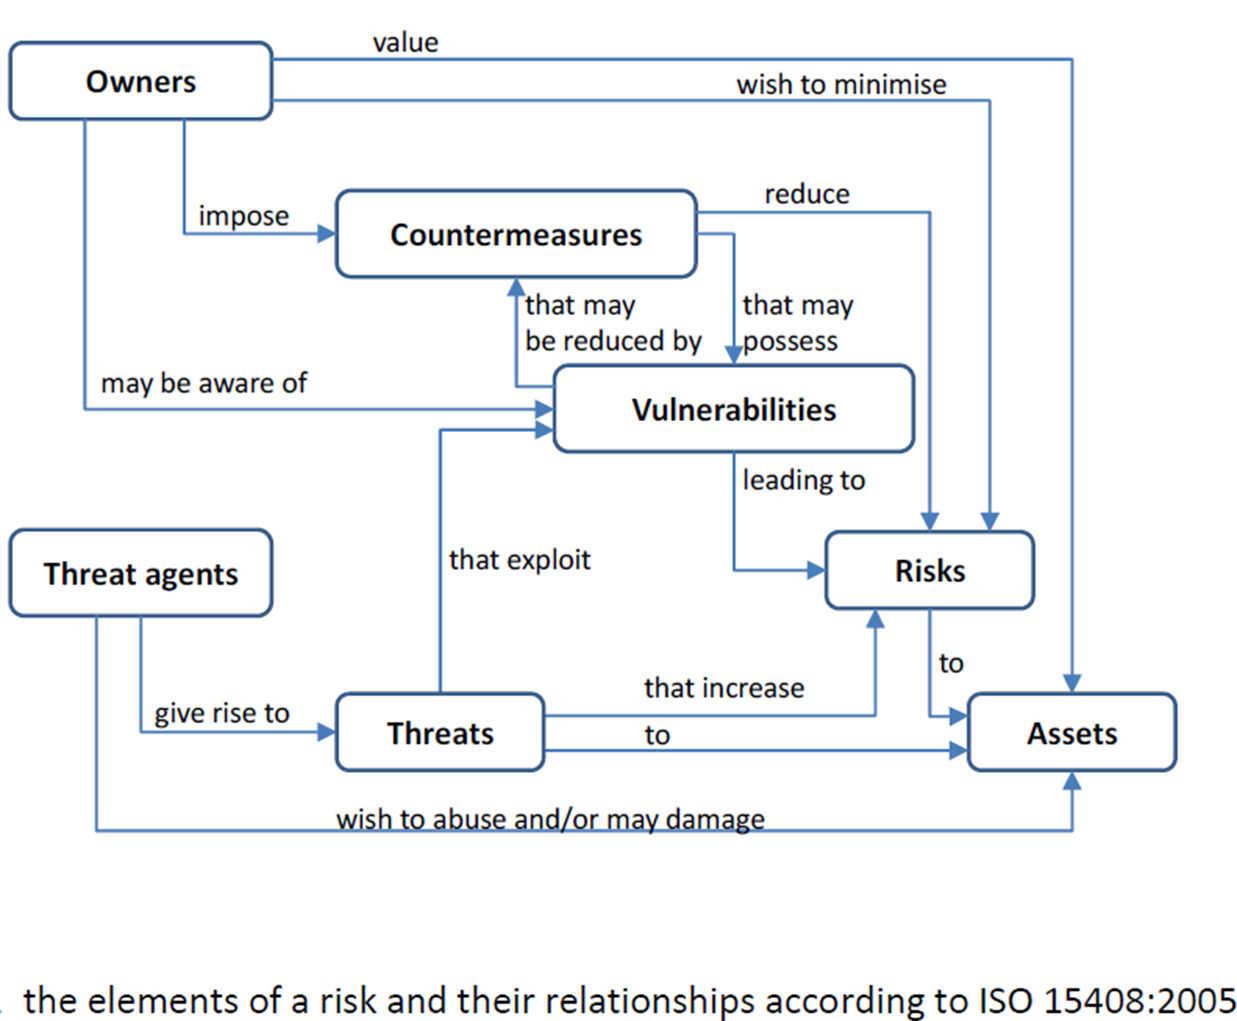 value
Owners
wish to minimise
reduce
impose
Countermeasures
that may
be reduced by
that may
possess
may be aware of
Vulnerabilities
leading to
that exploit
Threat agents
Risks
to
that increase
give rise to
Threats
to
Assets
wish to abuse and/or may damage
the elements of a risk and their relationships according to ISO 15408:2005